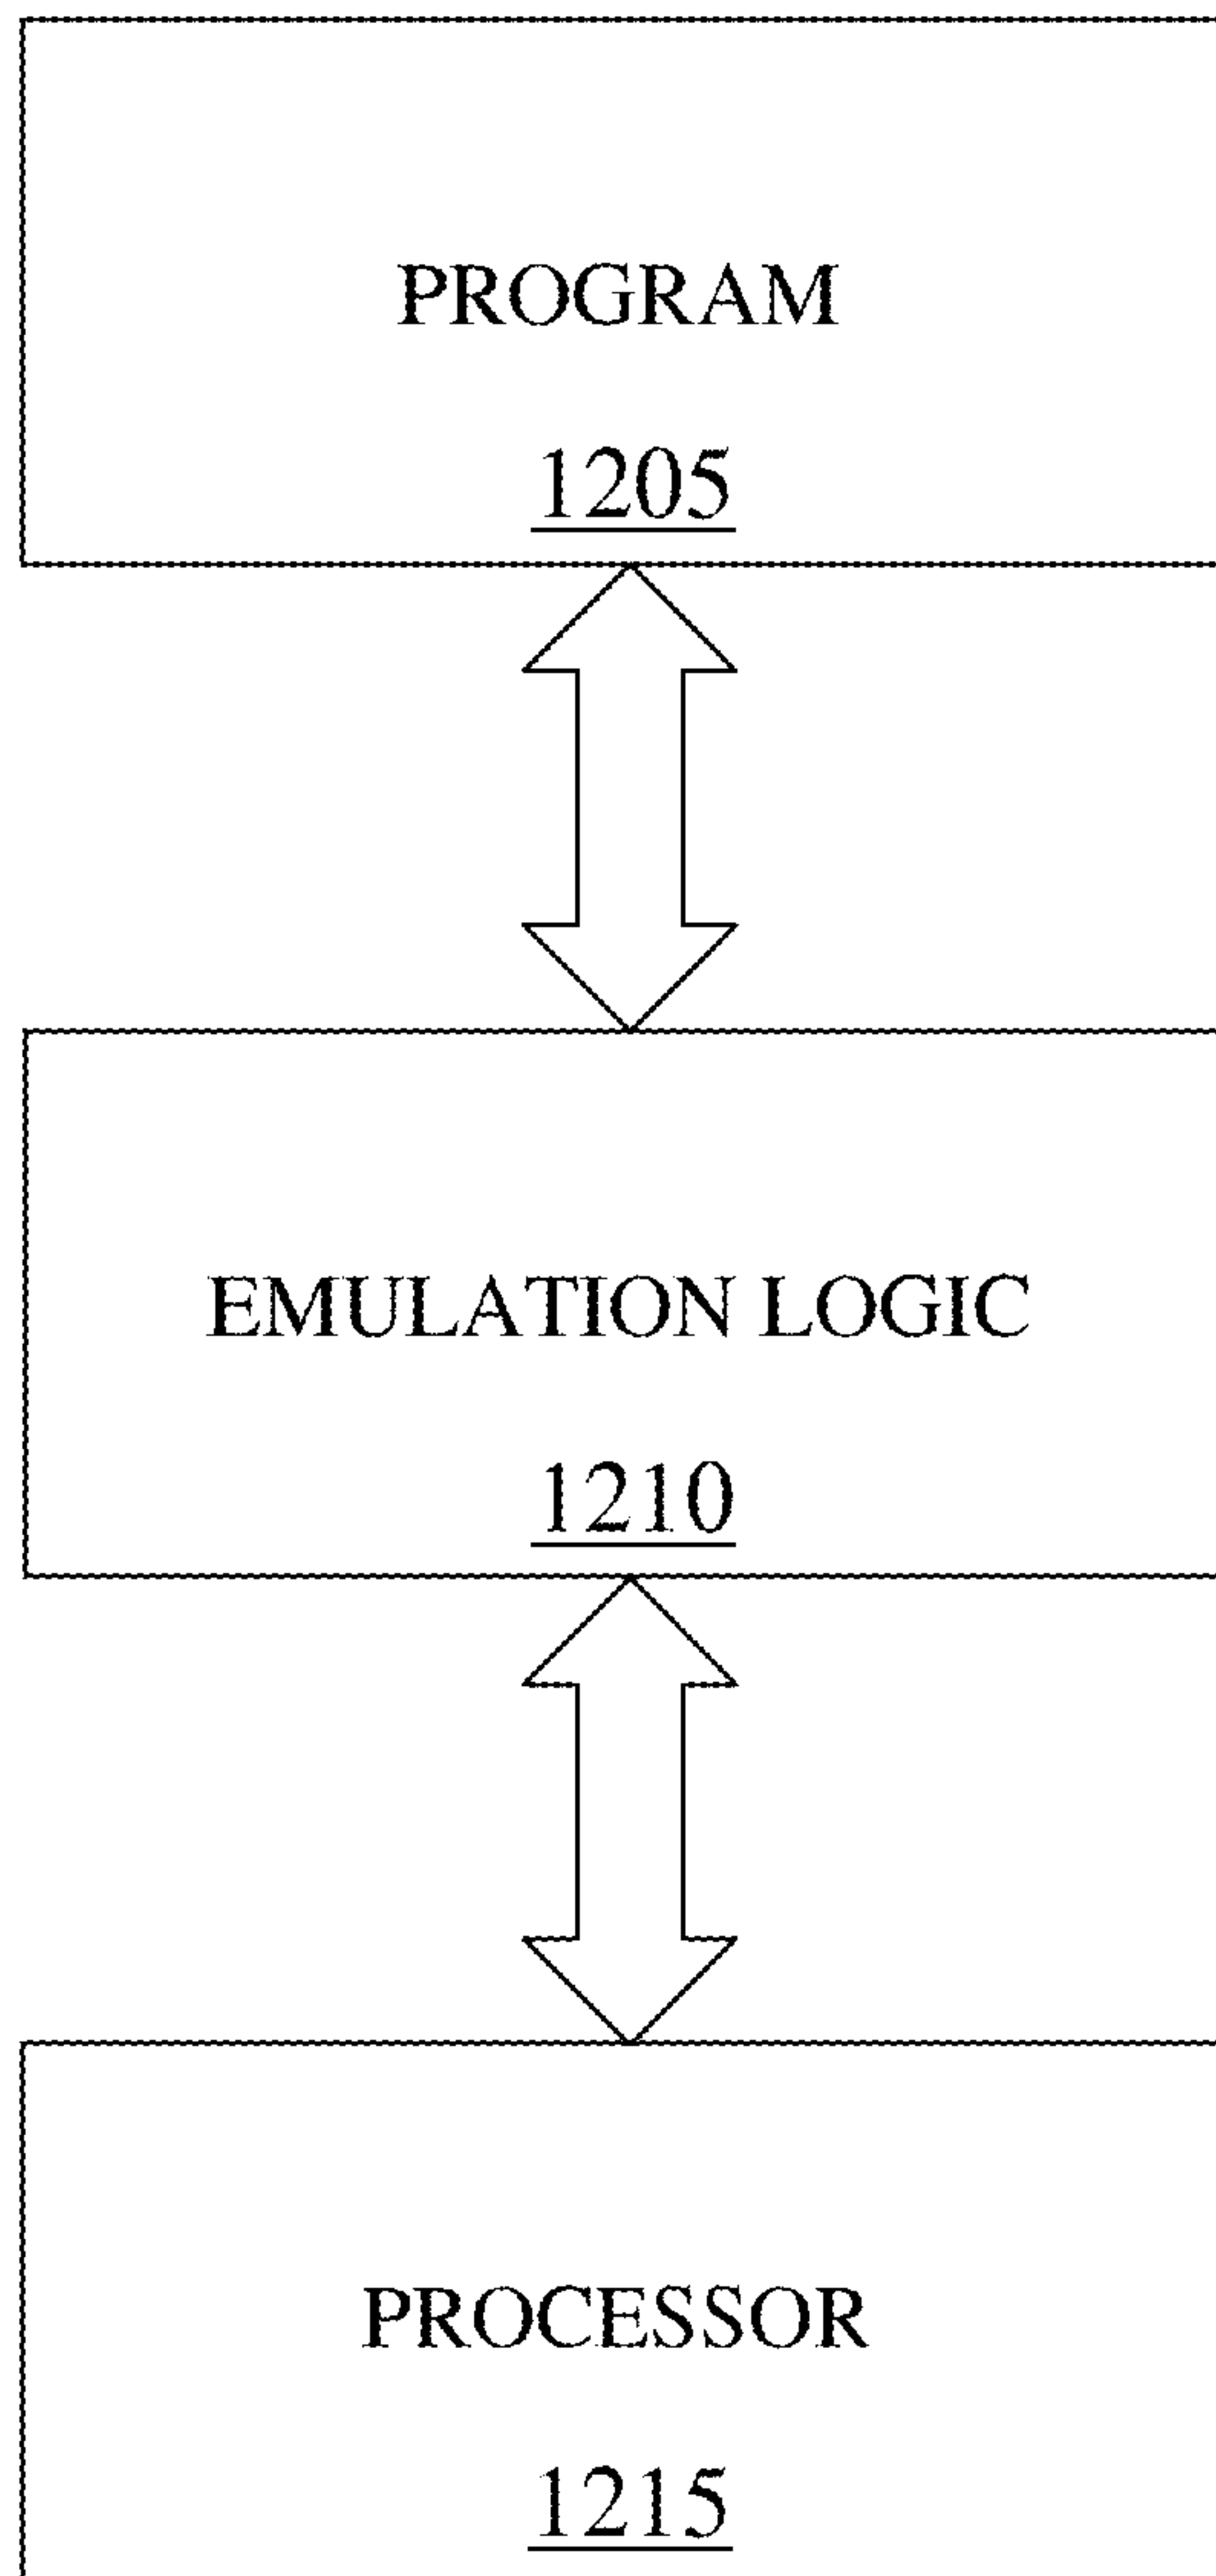 PROGRAM
1205
EMULATION LOGIC
1210
PROCESSOR
1215